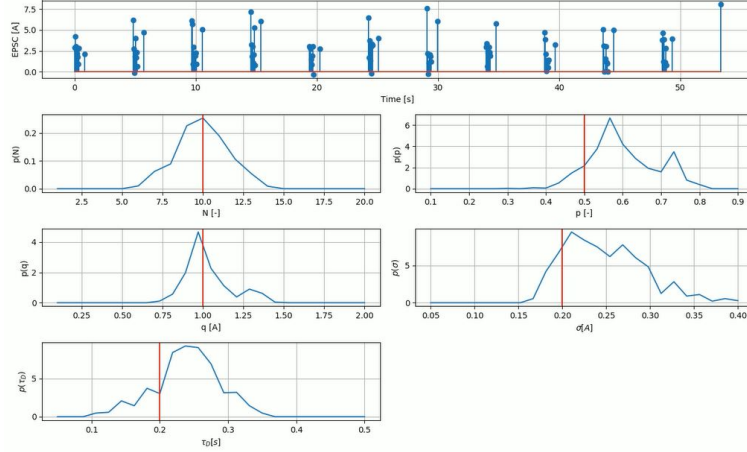 EPSC [A]
7.5
5.0
2.5
0.0
0 10 20 30 40 50
Time [s]
p(N)
0.2
0.1
0.0
2.5 5.0 7.5 10.0 12.5 15.0 17.5 20.0
N [-]
p(p)
6
4
2
0
0.1 0.2 0.3 0.4 0.5 0.6 0.7 0.8 0.9
p [-]
p(q)
4
2
0
0.25 0.50 0.75 1.00 1.25 1.50 1.75 2.00
q [A]
p(σ)
5
0
0.05 0.10 0.15 0.20 0.25 0.30 0.35 0.40
σ[A]
p(τD)
5
0
0.1 0.2 0.3 0.4 0.5
τD[s]